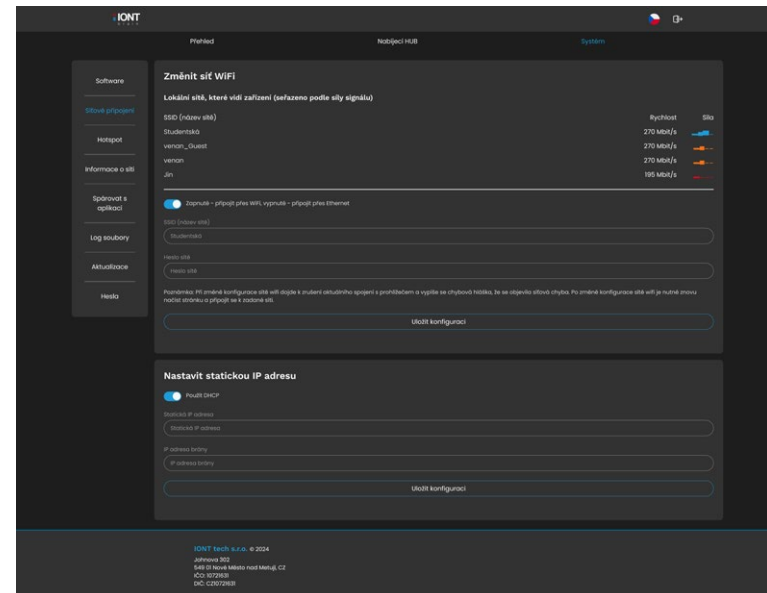 IONT
Přehled
Nabíjecí HUB
Systém
Software
Síťové připojení
Hotspot
Informace o síti
Spárovat s
aplikací
Log soubory
Aktualizace
Hesla
Změnit síť WiFi
Lokální sítě, které vidí zařízení (seřazeno podle síly signálu)
SSID (název sítě) Rychlost Síla
Studentská 270 Mbit/s
venan_Guest 270 Mbit/s
venan 270 Mbit/s
Jin 195 Mbit/s
Zapnuté - připojit přes WiFi, vypnuté - připojit přes Ethernet
SSID (název sítě)
Studentská
Heslo sítě
Heslo sítě
Poznámka: Při změně konfigurace sítě wifi dojde k zrušení aktuálního spojení s prohlížečem a vypíše se chybová hláška, že se objevila síťová chyba. Po změně konfigurace sítě wifi je nutné znovu
načíst stránku a připojit se k zadané síti.
Uložit konfiguraci
Nastavit statickou IP adresu
Použít DHCP
Statická IP adresa
Statická IP adresa
IP adresa brány
IP adresa brány
Uložit konfiguraci
IONT tech s.r.o. © 2024
Johnova 302
549 01 Nové Město nad Metují, CZ
IČO: 10721631
DIČ: CZ10721631